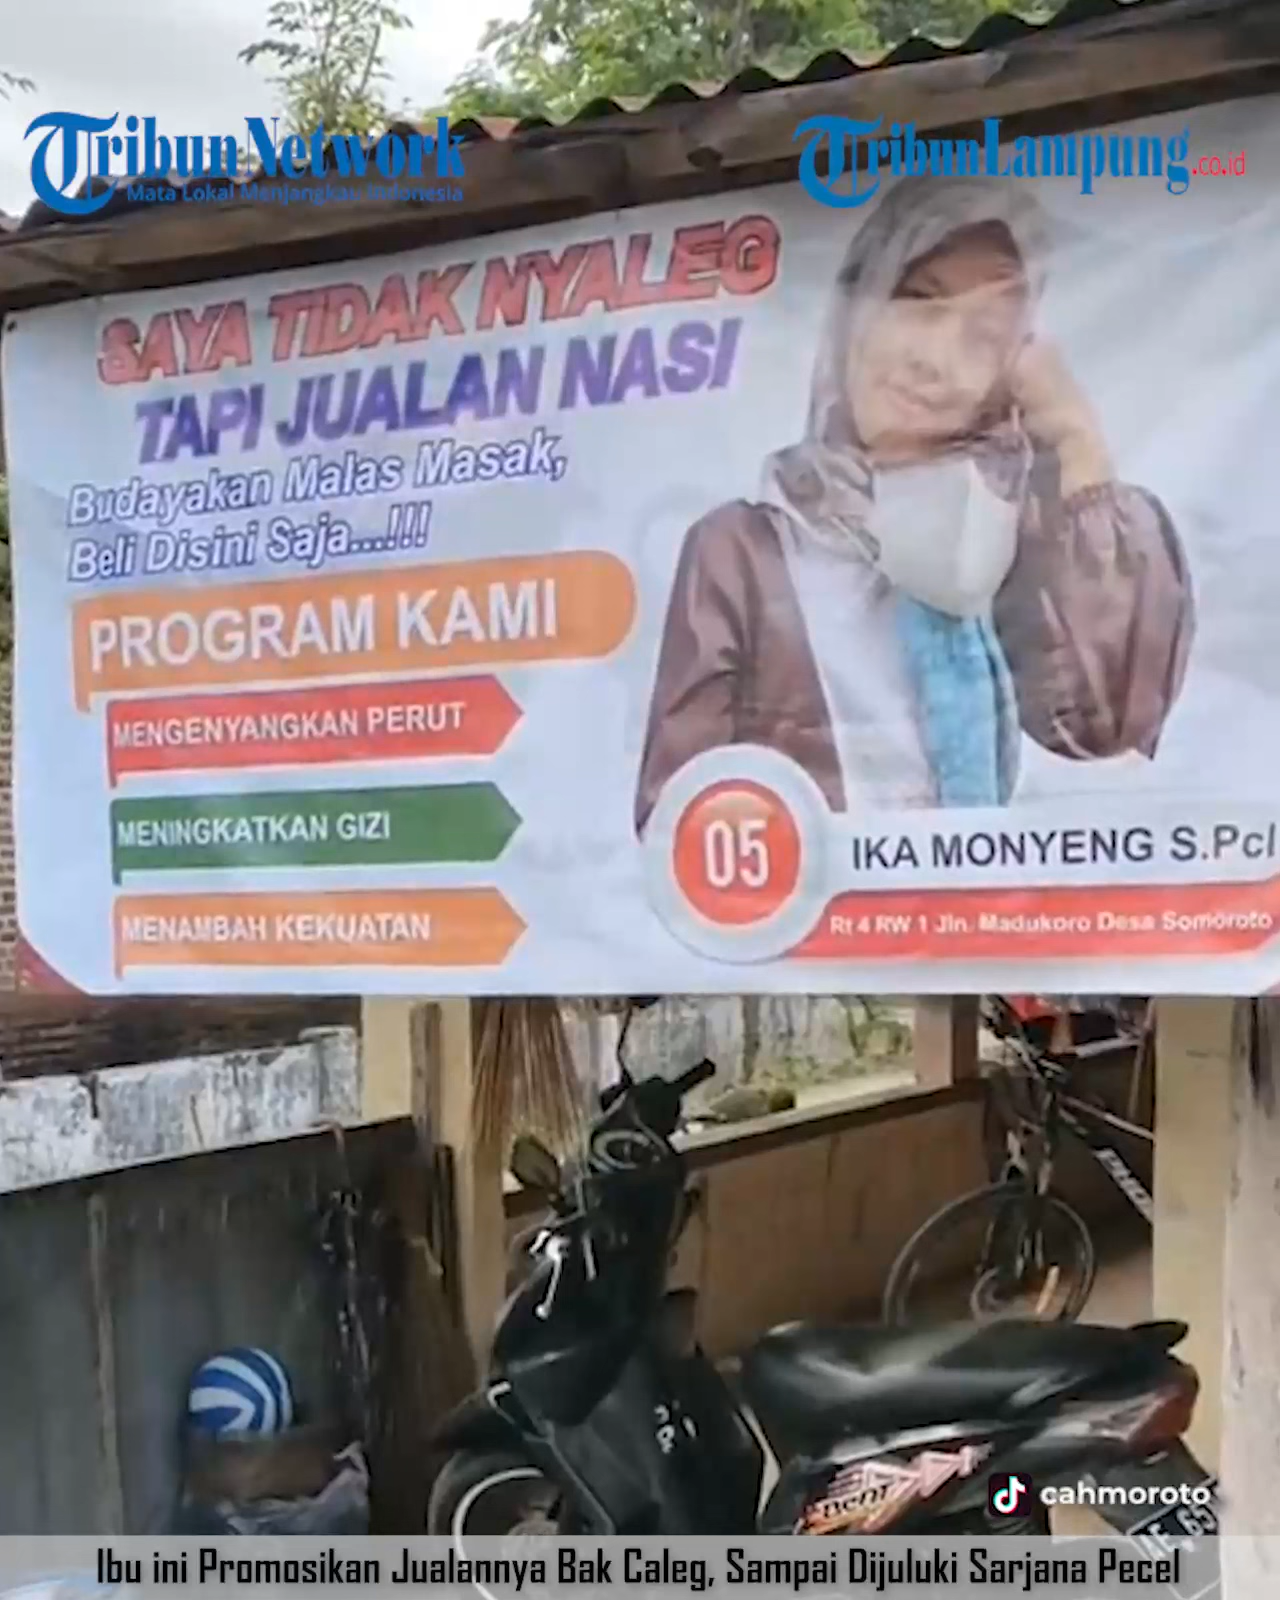 TribunNetwork
Mata Lokal Menjangkau Indonesia
TribunLampung.co.id
SAYA TIDAK NYALEG
TAPI JUALAN NASI
Budayakan Malas Masak,
Beli Disini Saja...!!!
PROGRAM KAMI
MENGENYANGKAN PERUT
MENINGKATKAN GIZI
MENAMBAH KEKUATAN
05
IKA MONYENG S.Pcl
Rt 4 RW 1 Jln. Madukoro Desa Somoroto
cahmoroto
Ibu ini Promosikan Jualannya Bak Caleg, Sampai Dijuluki Sarjana Pecel